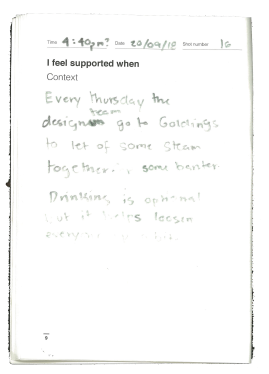 Time 4:40pm Date 20/09/18 Shot number 16
I feel supported when
Context
Every thursday the
team
design go to Goldings
to let of some steam
together, some banter.
Drinking is optional
but it helps loosen
everyone
9